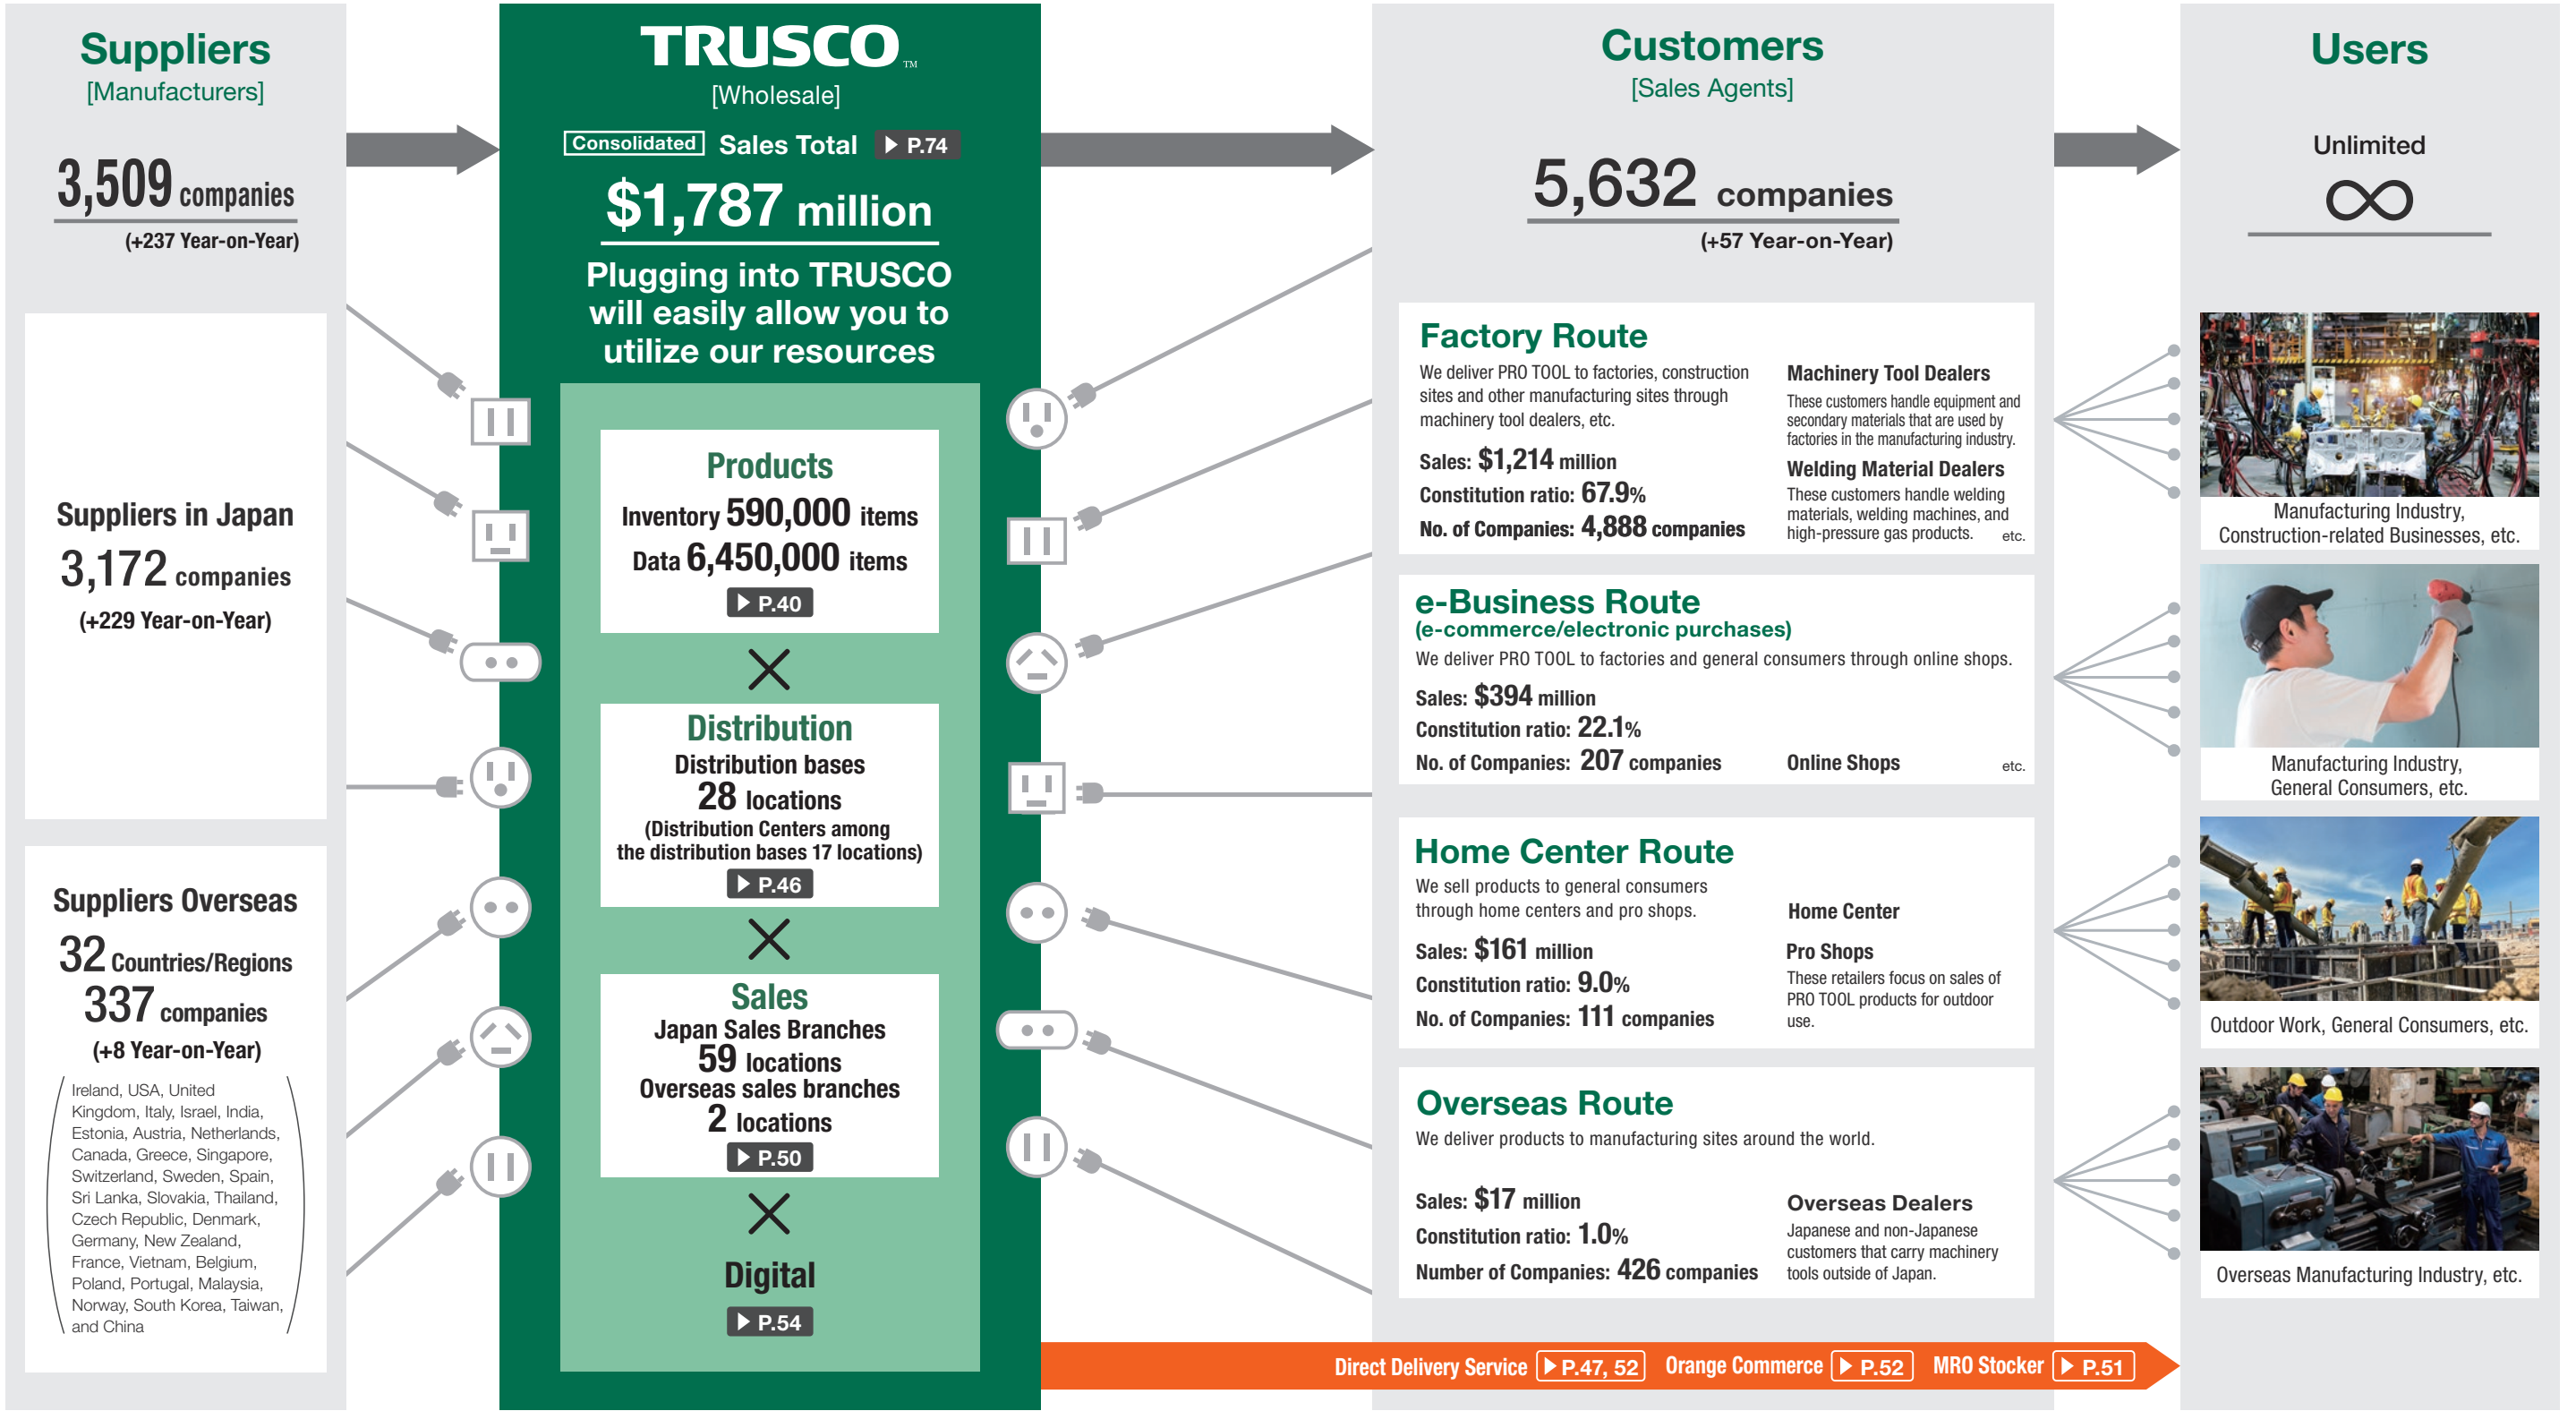 Suppliers
[Manufacturers]
3,509 companies
(+237 Year-on-Year)
Suppliers in Japan
3,172 companies
(+229 Year-on-Year)
Suppliers Overseas
32 Countries/Regions
337 companies
(+8 Year-on-Year)
Ireland, USA, United
Kingdom, Italy, Israel, India,
Estonia, Austria, Netherlands,
Canada, Greece, Singapore,
Switzerland, Sweden, Spain,
Sri Lanka, Slovakia, Thailand,
Czech Republic, Denmark,
Germany, New Zealand,
France, Vietnam, Belgium,
Poland, Portugal, Malaysia,
Norway, South Korea, Taiwan,
and China
TRUSCO TM
[Wholesale]
Consolidated Sales Total ▶ P.74
$1,787 million
Plugging into TRUSCO
will easily allow you to
utilize our resources
Products
Inventory 590,000 items
Data 6,450,000 items
▶ P.40
Distribution
Distribution bases
28 locations
(Distribution Centers among
the distribution bases 17 locations)
▶ P.46
Sales
Japan Sales Branches
59 locations
Overseas sales branches
2 locations
▶ P.50
Digital
▶ P.54
Customers
[Sales Agents]
5,632 companies
(+57 Year-on-Year)
Factory Route
We deliver PRO TOOL to factories, construction
sites and other manufacturing sites through
machinery tool dealers, etc.
Sales: $1,214 million
Constitution ratio: 67.9%
No. of Companies: 4,888 companies
Machinery Tool Dealers
These customers handle equipment and
secondary materials that are used by
factories in the manufacturing industry.
Welding Material Dealers
These customers handle welding
materials, welding machines, and
high-pressure gas products. etc.
e-Business Route
(e-commerce/electronic purchases)
We deliver PRO TOOL to factories and general consumers through online shops.
Sales: $394 million
Constitution ratio: 22.1%
No. of Companies: 207 companies
Online Shops etc.
Home Center Route
We sell products to general consumers
through home centers and pro shops.
Sales: $161 million
Constitution ratio: 9.0%
No. of Companies: 111 companies
Home Center
Pro Shops
These retailers focus on sales of
PRO TOOL products for outdoor
use.
Overseas Route
We deliver products to manufacturing sites around the world.
Sales: $17 million
Constitution ratio: 1.0%
Number of Companies: 426 companies
Overseas Dealers
Japanese and non-Japanese
customers that carry machinery
tools outside of Japan.
Direct Delivery Service ▶ P.47, 52 Orange Commerce ▶ P.52 MRO Stocker ▶ P.51
Users
Unlimited
∞
Manufacturing Industry,
Construction-related Businesses, etc.
Manufacturing Industry,
General Consumers, etc.
Outdoor Work, General Consumers, etc.
Overseas Manufacturing Industry, etc.